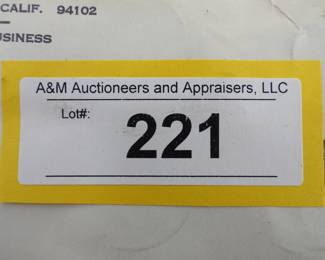 CALIF. 94102
USINESS
A&M Auctioneers and Appraisers, LLC
Lot#:
221